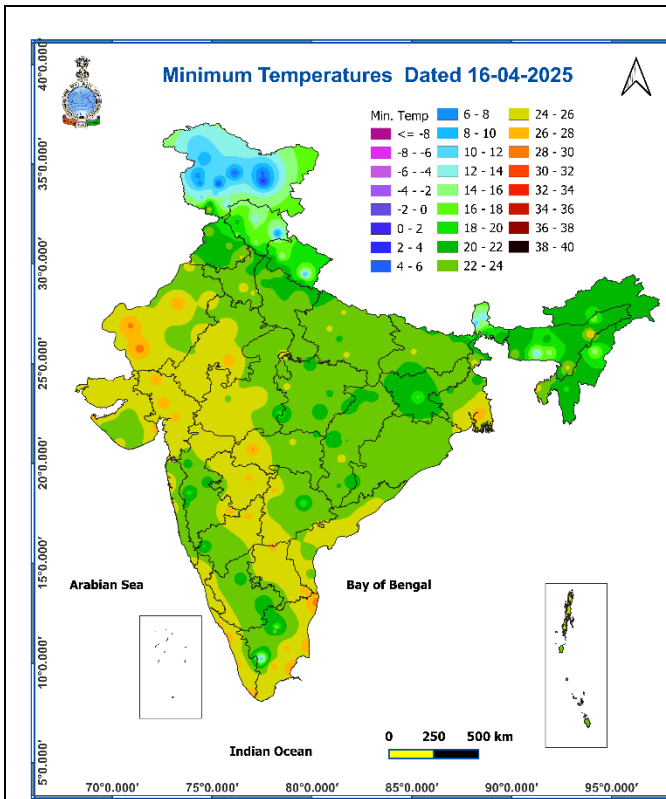 Minimum Temperatures Dated 16-04-2025
Min. Temp
<= -8
-8 - -6
-6 - -4
-4 - -2
-2 - 0
0 - 2
2 - 4
4 - 6
6 - 8
8 - 10
10 - 12
12 - 14
14 - 16
16 - 18
18 - 20
20 - 22
22 - 24
24 - 26
26 - 28
28 - 30
30 - 32
32 - 34
34 - 36
36 - 38
38 - 40
40°0.000'
35°0.000'
30°0.000'
25°0.000'
20°0.000'
15°0.000'
10°0.000'
5°0.000'
Arabian Sea
Bay of Bengal
Indian Ocean
0 250 500 km
70°0.000' 75°0.000' 80°0.000' 85°0.000' 90°0.000' 95°0.000'